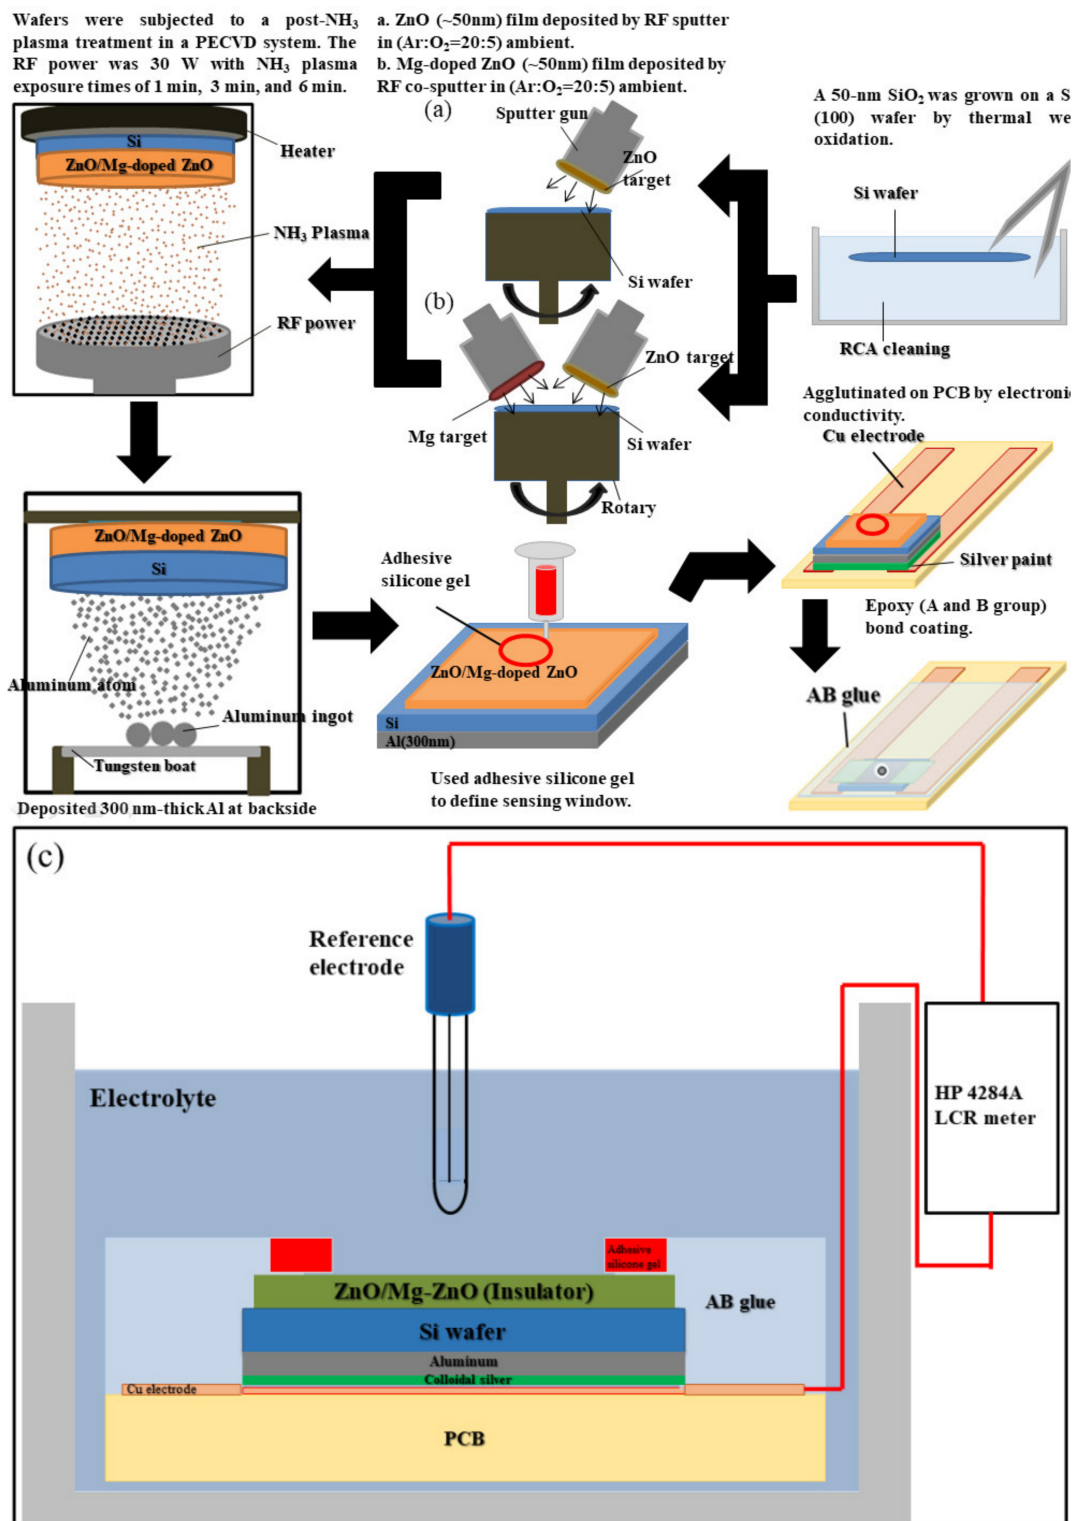 Wafers were subjected to a post-NH₃
plasma treatment in a PECVD system. The
RF power was 30 W with NH₃ plasma
exposure times of 1 min, 3 min, and 6 min.
a. ZnO (~50nm) film deposited by RF sputter
in (Ar:O₂=20:5) ambient.
b. Mg-doped ZnO (~50nm) film deposited by
RF co-sputter in (Ar:O₂=20:5) ambient.
A 50-nm SiO₂ was grown on a S
(100) wafer by thermal we
oxidation.
Si
ZnO/Mg-doped ZnO
Heater
NH₃ Plasma
RF power
(a)
Sputter gun
ZnO
target
Si wafer
(b)
ZnO target
Mg target
Si wafer
Rotary
Si wafer
RCA cleaning
Agglutinated on PCB by electronic
conductivity.
Cu electrode
Silver paint
Epoxy (A and B group)
bond coating.
AB glue
ZnO/Mg-doped ZnO
Si
Aluminum atom
Aluminum ingot
Tungsten boat
Deposited 300 nm-thick Al at backside
Adhesive
silicone gel
ZnO/Mg-doped ZnO
Si
Al(300nm)
Used adhesive silicone gel
to define sensing window.
(c)
Reference
electrode
Electrolyte
HP 4284A
LCR meter
Adhesive
silicone gel
ZnO/Mg-ZnO (Insulator)
AB glue
Si wafer
Aluminum
Colloidal silver
Cu electrode
PCB